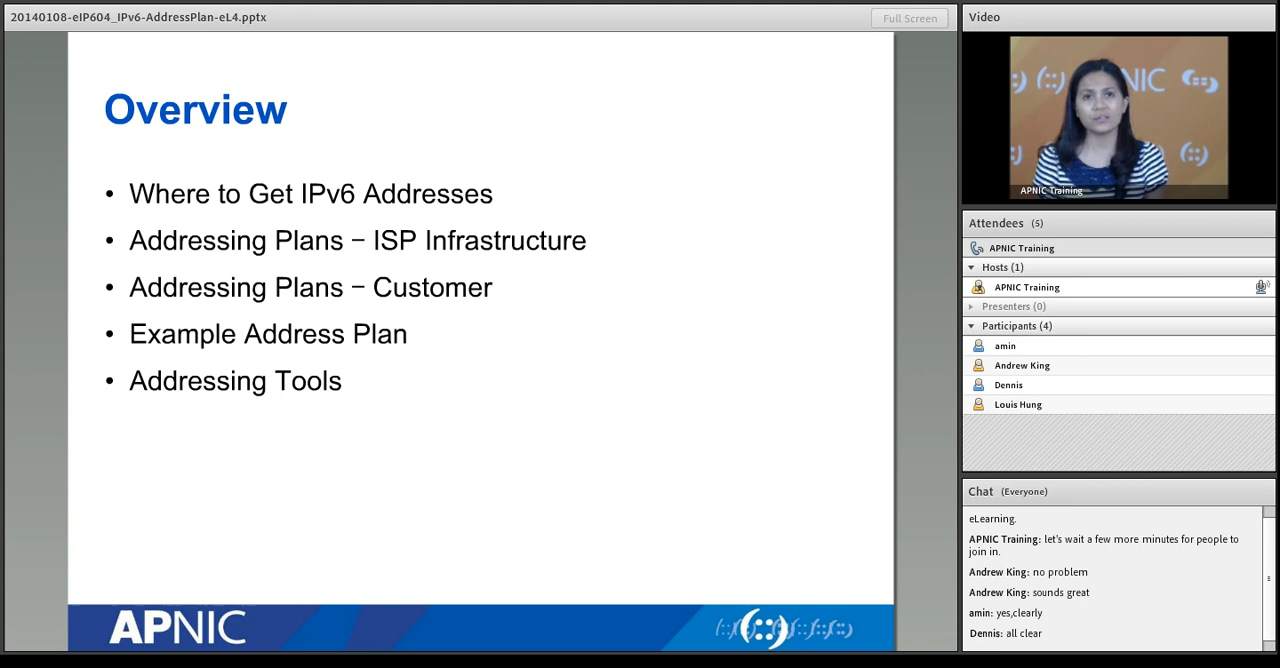 20140108-eIP604_IPv6-AddressPlan-eL4.pptx
Full Screen
Overview
• Where to Get IPv6 Addresses
• Addressing Plans – ISP Infrastructure
• Addressing Plans – Customer
• Example Address Plan
• Addressing Tools
APNIC
Video
NIC
APNIC Training
Attendees (5)
APNIC Training
Hosts (1)
APNIC Training
Presenters (0)
Participants (4)
amin
Andrew King
Dennis
Louis Hung
Chat (Everyone)
eLearning.
APNIC Training: let's wait a few more minutes for people to
join in.
Andrew King: no problem
Andrew King: sounds great
amin: yes,clearly
Dennis: all clear